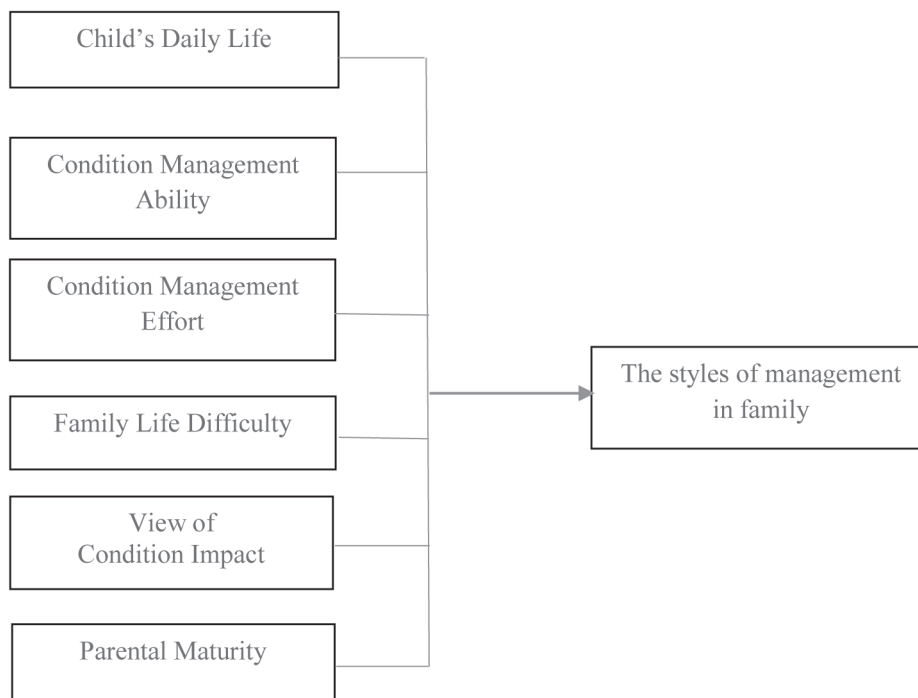 Child’s Daily Life
Condition Management
Ability
Condition Management
Effort
Family Life Difficulty
View of
Condition Impact
Parental Maturity
The styles of management
in family